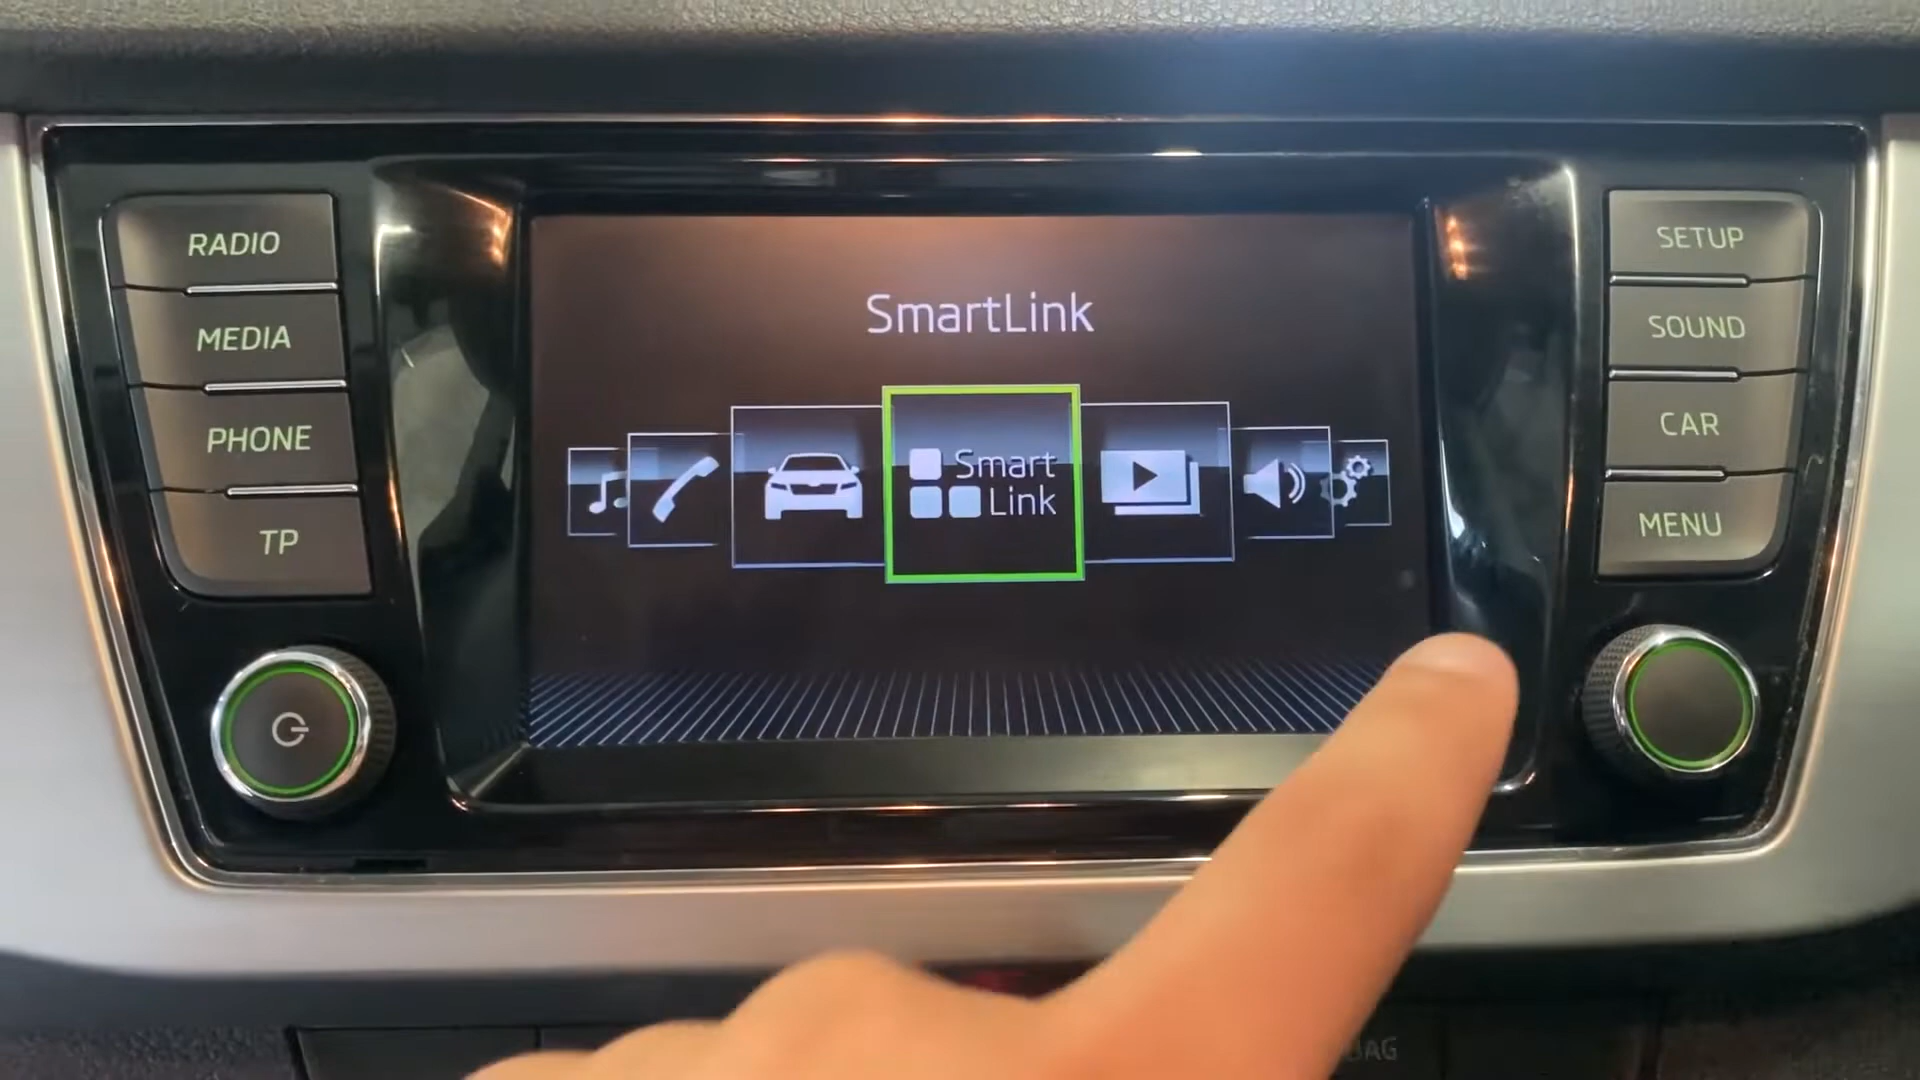 RADIO
MEDIA
PHONE
TP
SmartLink
Smart
Link
SETUP
SOUND
CAR
MENU